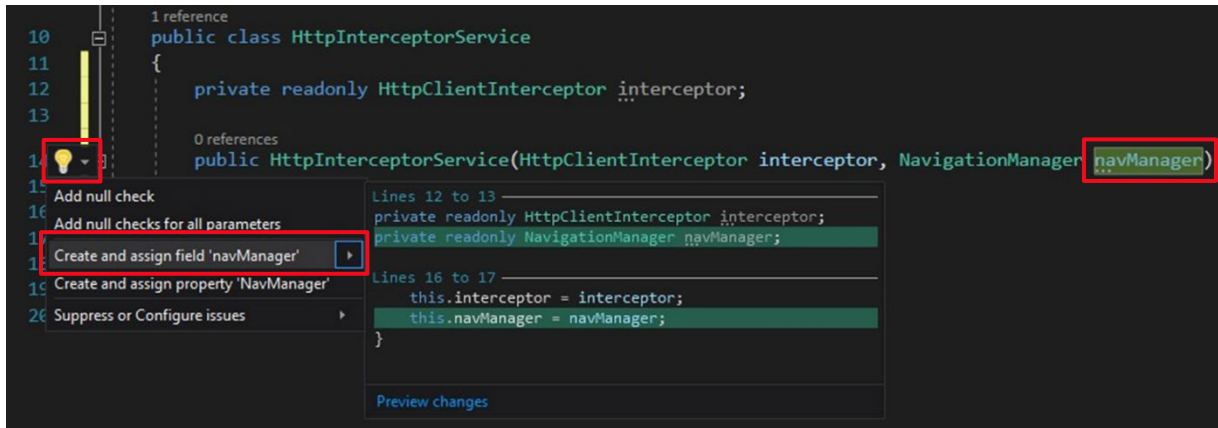 1 reference
10 public class HttpInterceptorService
11 {
12 private readonly HttpClientInterceptor interceptor;
13
0 references
14 public HttpInterceptorService(HttpClientInterceptor interceptor, NavigationManager navManager)
15
Add null check
16
Add null checks for all parameters
Create and assign field 'navManager'
19
Create and assign property 'NavManager'
20
Suppress or Configure issues
Lines 12 to 13
private readonly HttpClientInterceptor interceptor;
private readonly NavigationManager navManager;
Lines 16 to 17
this.interceptor = interceptor;
this.navManager = navManager;
}
Preview changes